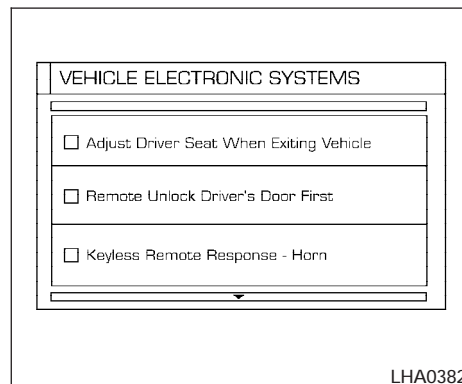 VEHICLE ELECTRONIC SYSTEMS
Adjust Driver Seat When Exiting Vehicle
Remote Unlock Driver's Door First
Keyless Remote Response - Horn
LHA0382